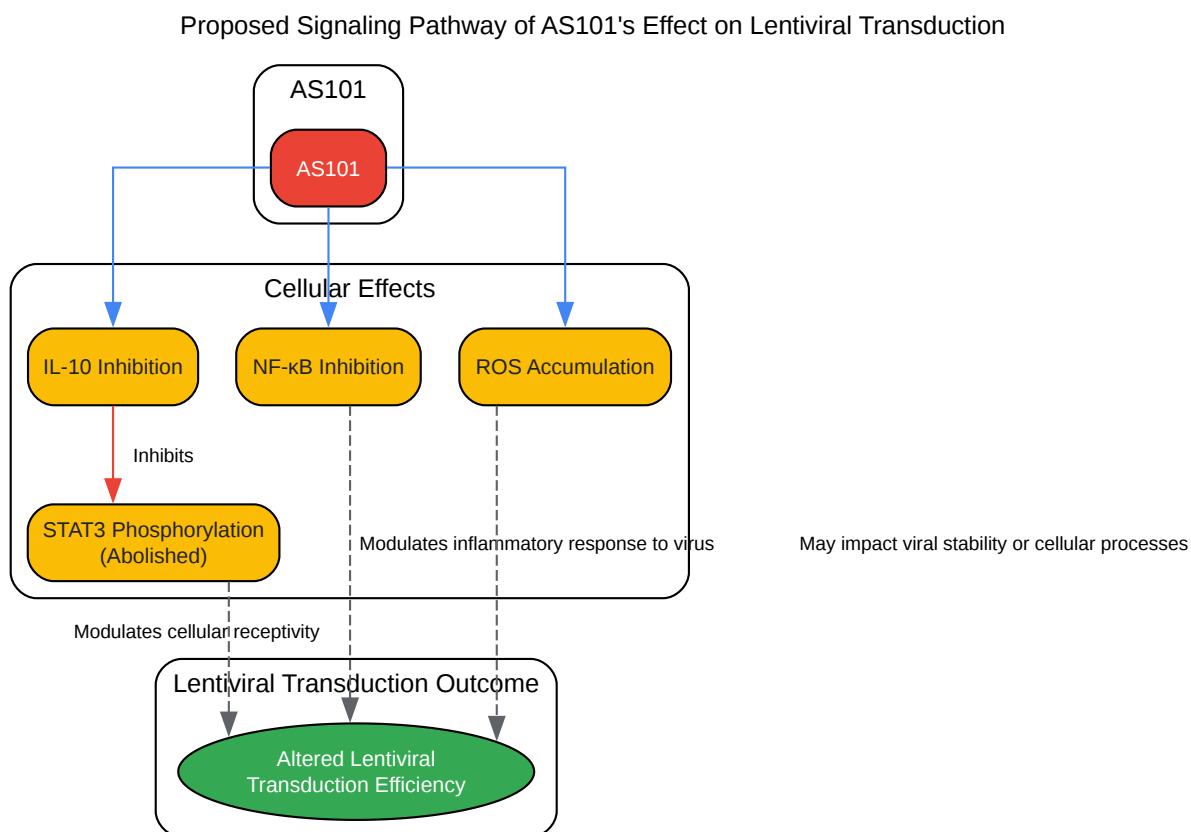 Proposed Signaling Pathway of AS101's Effect on Lentiviral Transduction
AS101
AS101
Cellular Effects
IL-10 Inhibition
NF-κB Inhibition
ROS Accumulation
Inhibits
STAT3 Phosphorylation
(Abolished)
Modulates inflammatory response to virus
May impact viral stability or cellular processes
Modulates cellular receptivity
Lentiviral Transduction Outcome
Altered Lentiviral
Transduction Efficiency